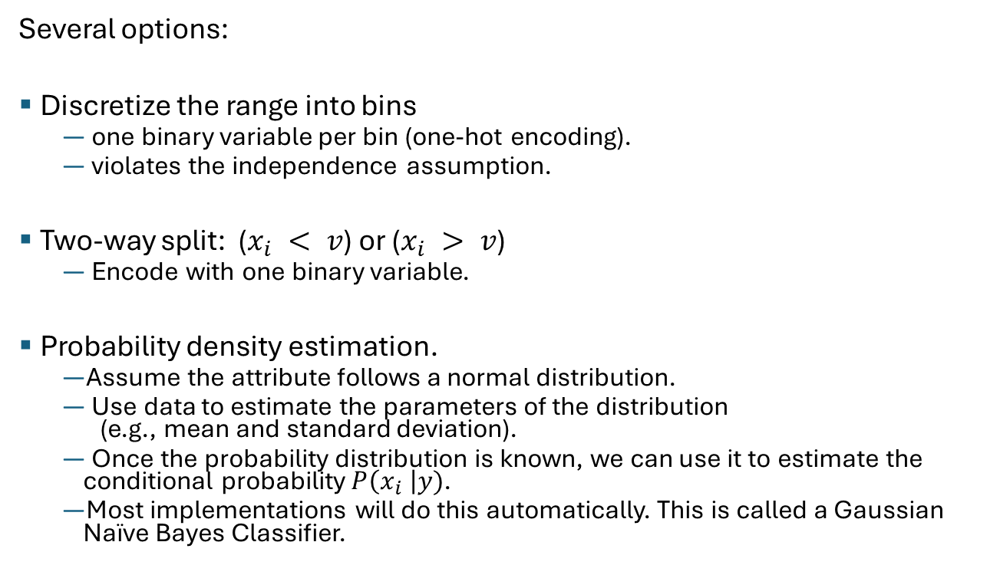 Several options:
▪ Discretize the range into bins
— one binary variable per bin (one-hot encoding).
— violates the independence assumption.
▪ Two-way split: (𝑥ᵢ < 𝑣) or (𝑥ᵢ > 𝑣)
— Encode with one binary variable.
▪ Probability density estimation.
—Assume the attribute follows a normal distribution.
— Use data to estimate the parameters of the distribution
(e.g., mean and standard deviation).
— Once the probability distribution is known, we can use it to estimate the
conditional probability 𝑃(𝑥ᵢ |𝑦).
—Most implementations will do this automatically. This is called a Gaussian
Naïve Bayes Classifier.